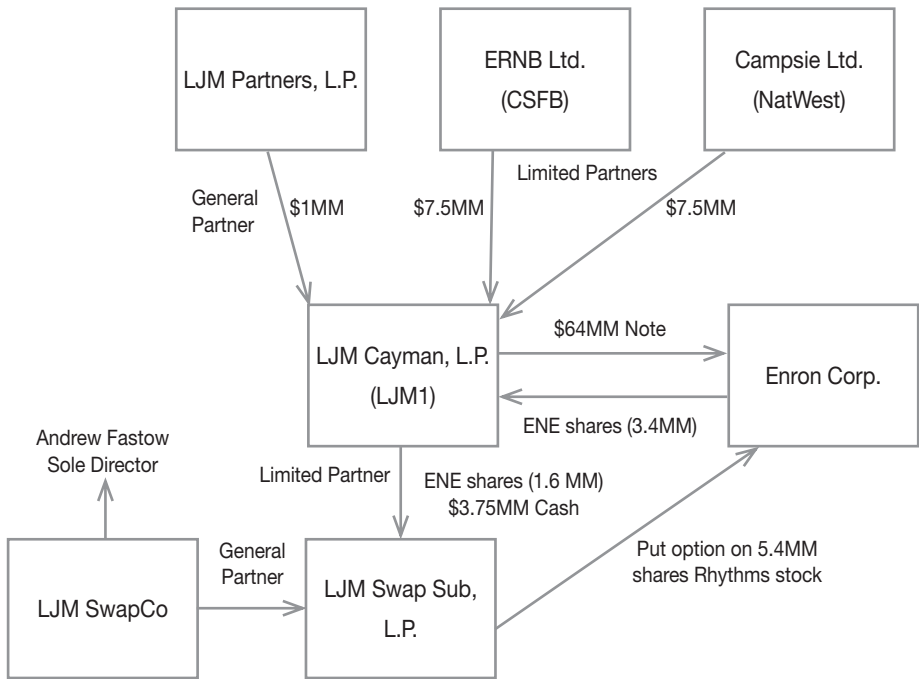 LJM Partners, L.P.
ERNB Ltd.
(CSFB)
Campsie Ltd.
(NatWest)
General
Partner
$1MM
$7.5MM
Limited Partners
$7.5MM
LJM Cayman, L.P.
(LJM1)
$64MM Note
ENE shares (3.4MM)
Enron Corp.
Andrew Fastow
Sole Director
Limited Partner
ENE shares (1.6 MM)
$3.75MM Cash
LJM SwapCo
General
Partner
LJM Swap Sub,
L.P.
Put option on 5.4MM
shares Rhythms stock